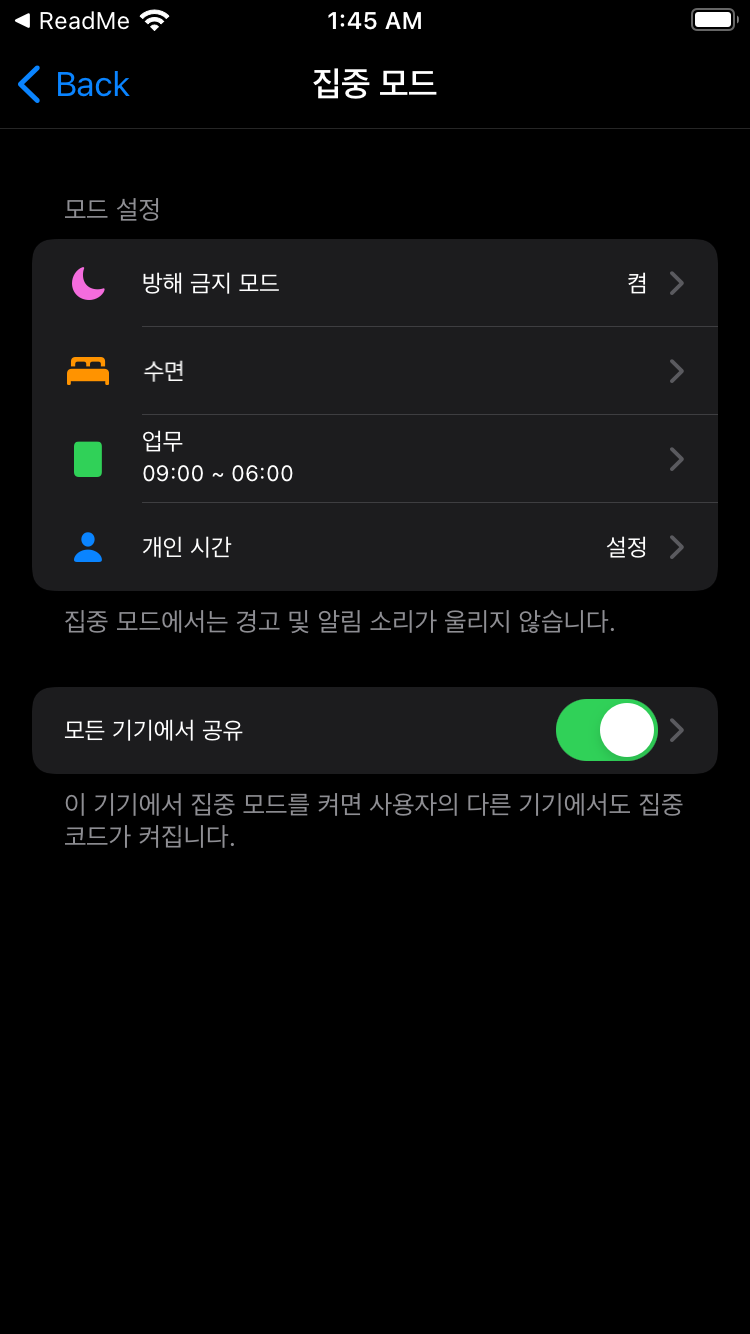 ReadMe 1:45 AM
Back 집중 모드
모드 설정
방해 금지 모드 켬
수면
업무
09:00 ~ 06:00
개인 시간 설정
집중 모드에서는 경고 및 알림 소리가 울리지 않습니다.
모든 기기에서 공유
이 기기에서 집중 모드를 켜면 사용자의 다른 기기에서도 집중
코드가 켜집니다.